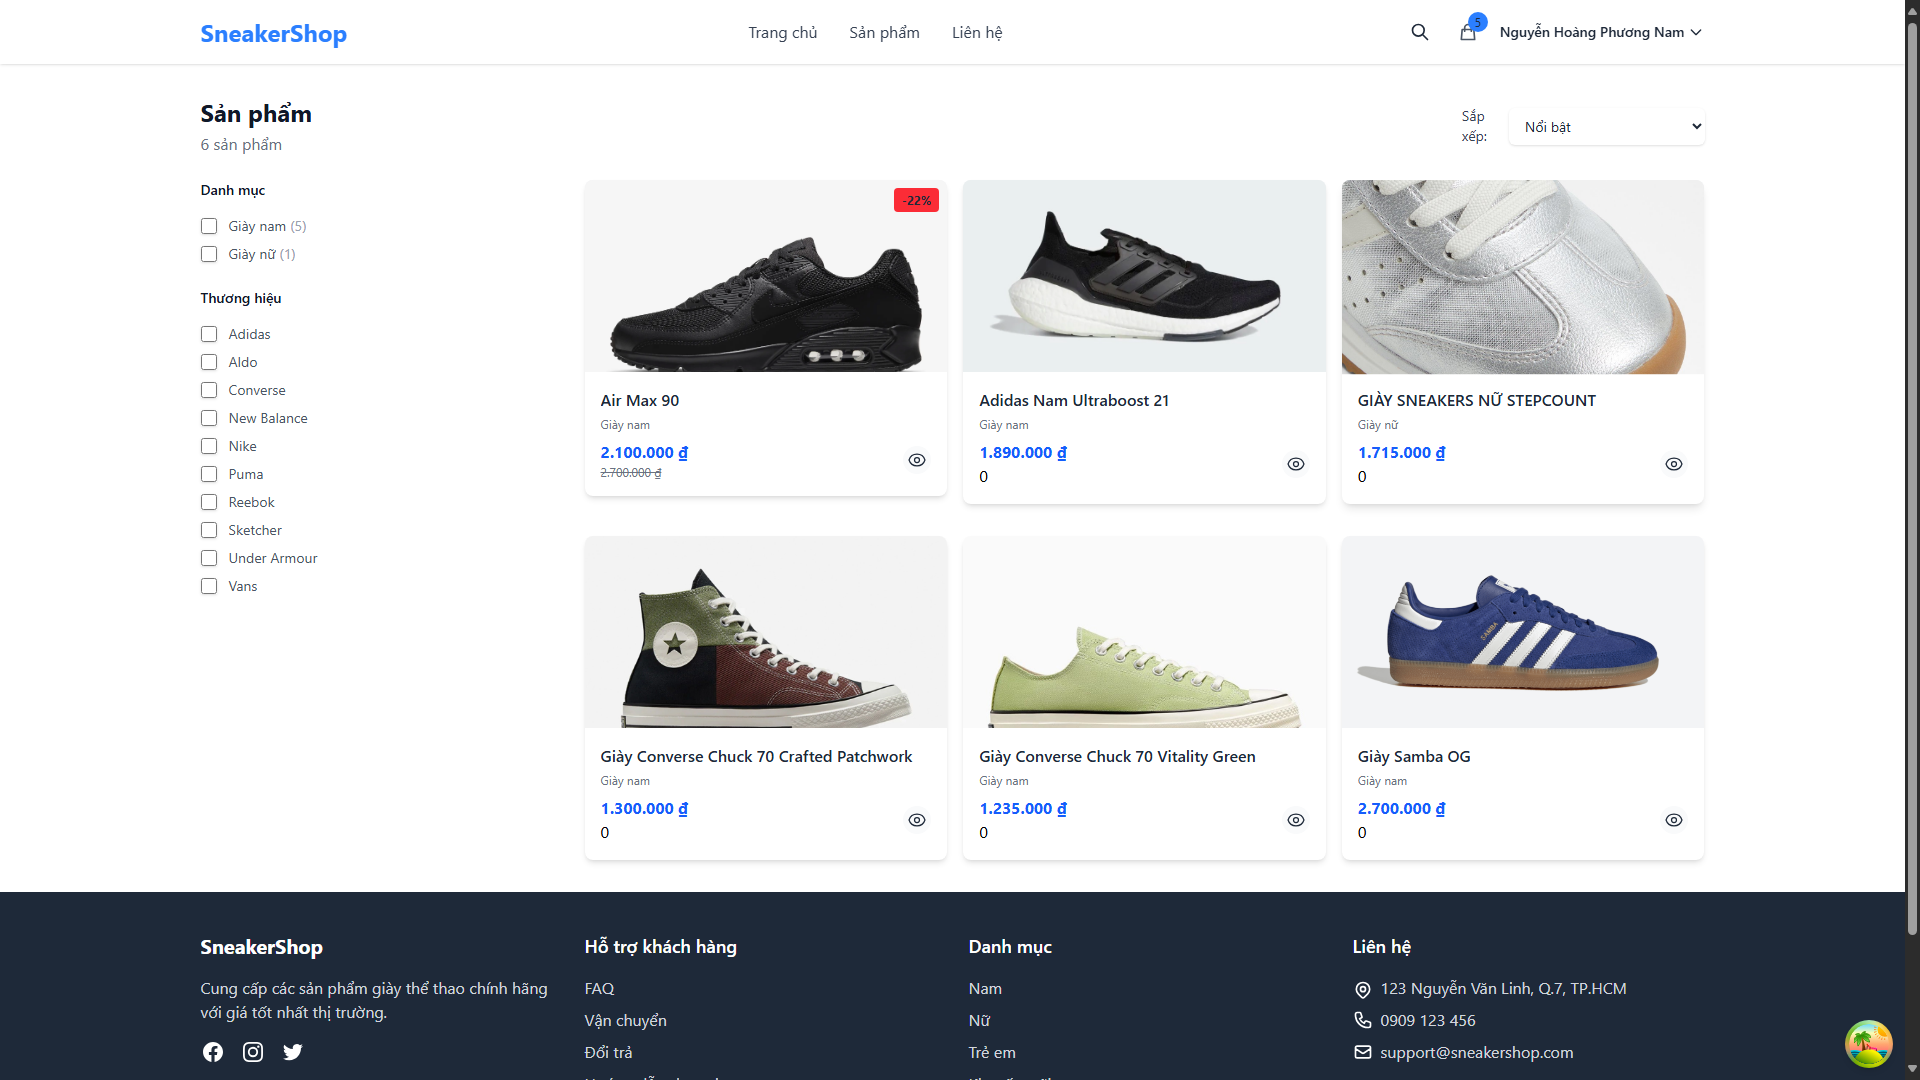 SneakerShop
Trang chủ
Sản phẩm
Liên hệ
5
Nguyễn Hoàng Phương Nam
Sản phẩm
6 sản phẩm
Sắp
xếp:
Nổi bật
Danh mục
Giày nam (5)
Giày nữ (1)
Thương hiệu
Adidas
Aldo
Converse
New Balance
Nike
Puma
Reebok
Sketcher
Under Armour
Vans
-22%
Air Max 90
Giày nam
2.100.000 ₫
2.700.000 ₫
Adidas Nam Ultraboost 21
Giày nam
1.890.000 ₫
0
GIÀY SNEAKERS NỮ STEPCOUNT
Giày nữ
1.715.000 ₫
0
Giày Converse Chuck 70 Crafted Patchwork
Giày nam
1.300.000 ₫
0
Giày Converse Chuck 70 Vitality Green
Giày nam
1.235.000 ₫
0
SAMBA
Giày Samba OG
Giày nam
2.700.000 ₫
0
SneakerShop
Cung cấp các sản phẩm giày thể thao chính hãng
với giá tốt nhất thị trường.
Hỗ trợ khách hàng
FAQ
Vận chuyển
Đổi trả
Danh mục
Nam
Nữ
Trẻ em
Liên hệ
123 Nguyễn Văn Linh, Q.7, TP.HCM
0909 123 456
support@sneakershop.com